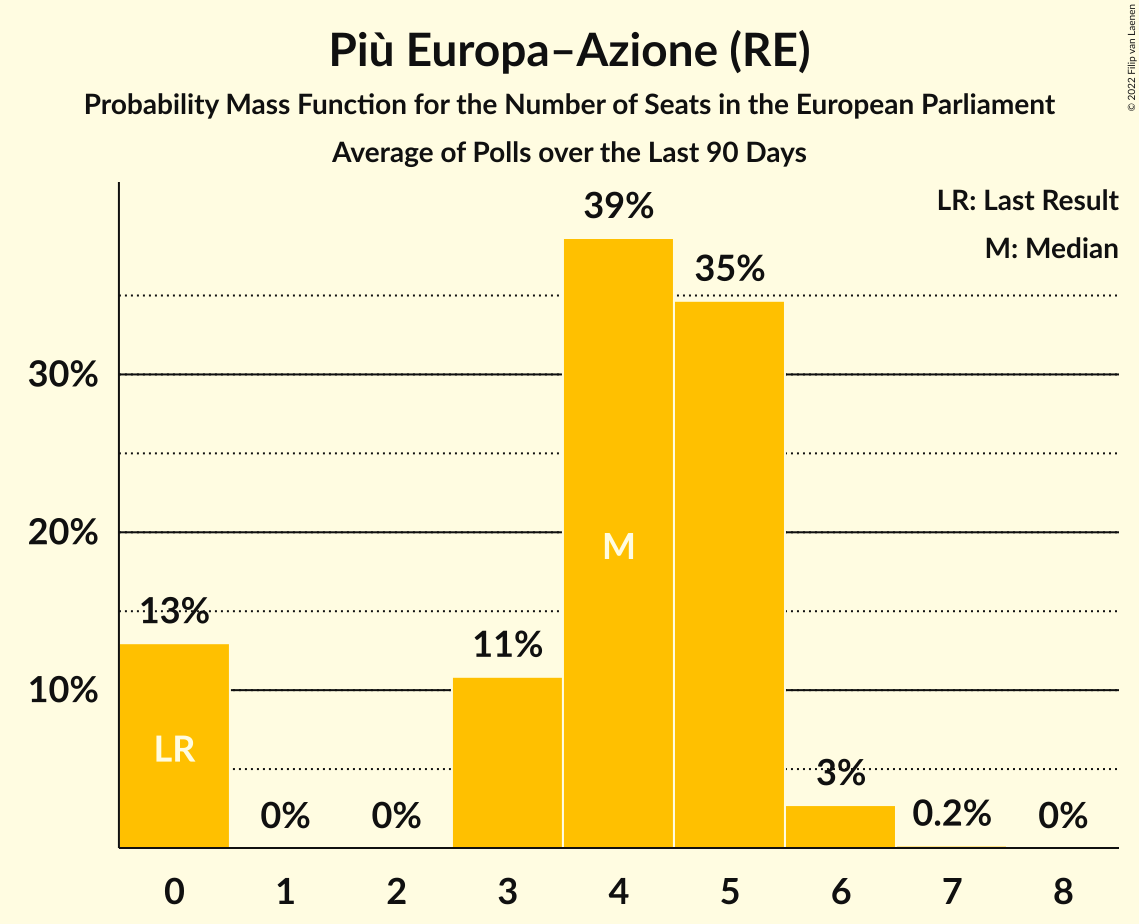 Più Europa–Azione (RE)
Probability Mass Function for the Number of Seats in the European Parliament
Average of Polls over the Last 90 Days
© 2022 Filip van Laenen
LR: Last Result
M: Median
39%
35%
30%
20%
M
13%
11%
10%
LR
3%
0%
0%
0.2%
0%
0 1 2 3 4 5 6 7 8